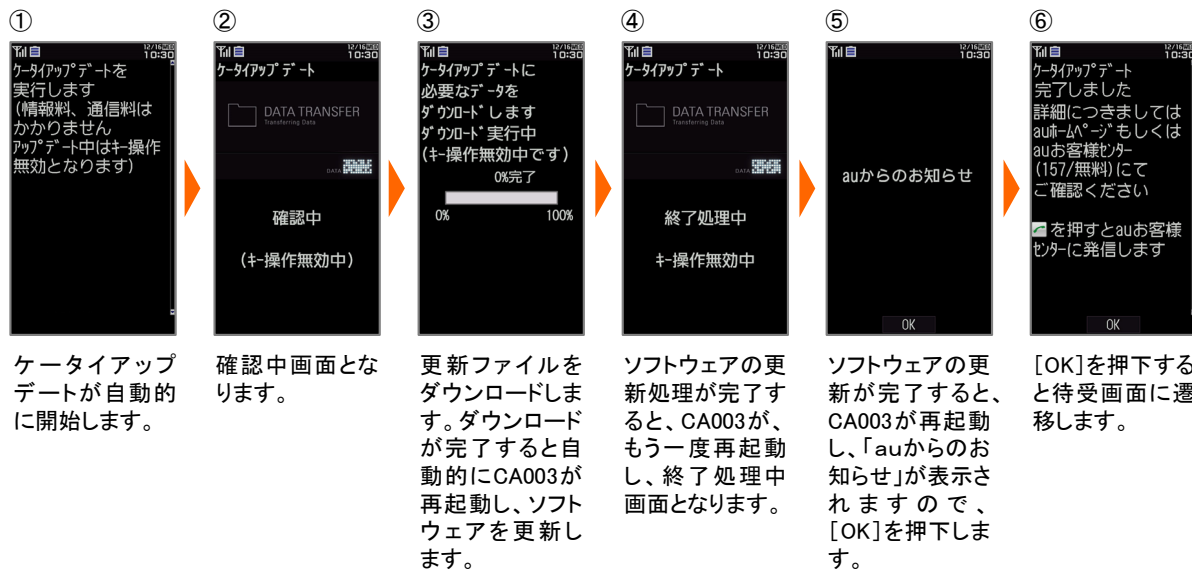 ①
12/16 WED
10:30
ｹｰﾀｲｱｯﾌﾟﾃﾞｰﾄを
実行します
(情報料、通信料は
かかりません
ｱｯﾌﾟﾃﾞｰﾄ中はｷｰ操作
無効となります)
ケータイアップ
デートが自動的
に開始します。
②
12/16 WED
10:30
ｹｰﾀｲｱｯﾌﾟﾃﾞｰﾄ
DATA TRANSFER
Transferring Data
DATA
確認中
(ｷｰ操作無効中)
確認中画面とな
ります。
③
12/16 WED
10:30
ｹｰﾀｲｱｯﾌﾟﾃﾞｰﾄに
必要なﾃﾞｰﾀを
ﾀﾞｳﾝﾛｰﾄﾞします
ﾀﾞｳﾝﾛｰﾄﾞ実行中
(ｷｰ操作無効中です)
0%完了
0% 100%
更新ファイルを
ダウンロードしま
す。ダウンロード
が完了すると自
動的にCA003が
再起動し、ソフト
ウェアを更新し
ます。
④
12/16 WED
10:30
ｹｰﾀｲｱｯﾌﾟﾃﾞｰﾄ
DATA TRANSFER
Transferring Data
DATA
終了処理中
ｷｰ操作無効中
ソフトウェアの更
新処理が完了す
ると、CA003が、
もう一度再起動
し、終了処理中
画面となります。
⑤
12/16 WED
10:30
auからのお知らせ
OK
ソフトウェアの更
新が完了すると、
CA003が再起動
し、「auからのお
知らせ」が表示さ
れますので、
[OK]を押下しま
す。
⑥
12/16 WED
10:30
ｹｰﾀｲｱｯﾌﾟﾃﾞｰﾄ
完了しました
詳細につきましては
auﾎｰﾑﾍﾟｰｼﾞもしくは
auお客様ｾﾝﾀｰ
(157/無料)にて
ご確認ください
を押すとauお客様
ｾﾝﾀｰに発信します
OK
[OK]を押下する
と待受画面に遷
移します。